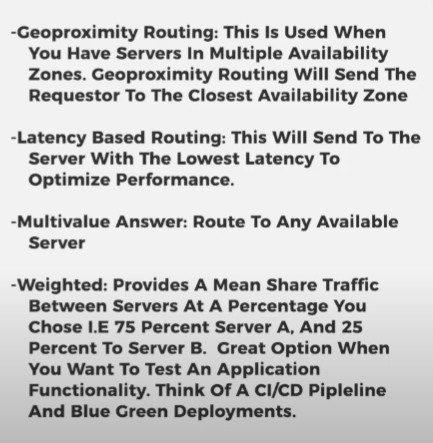 -Geoproximity Routing: This Is Used When
You Have Servers In Multiple Availability
Zones. Geoproximity Routing Will Send The
Requestor To The Closest Availability Zone
-Latency Based Routing: This Will Send To The
Server With The Lowest Latency To
Optimize Performance.
-Multivalue Answer: Route To Any Available
Server
-Weighted: Provides A Mean Share Traffic
Between Servers At A Percentage You
Chose I.E 75 Percent Server A, And 25
Percent To Server B. Great Option When
You Want To Test An Application
Functionality. Think Of A CI/CD Pipleline
And Blue Green Deployments.